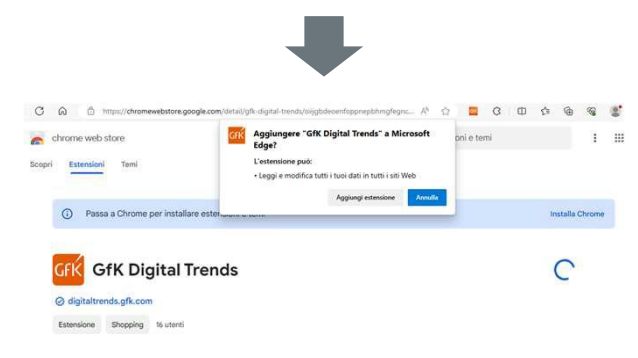 https://chromewebstore.google.com/detail/gfk-digital-trends/
chrome web store
oni e temi
GfK
Aggiungere "GfK Digital Trends" a Microsoft
Edge?
L'estensione può:
• Leggi e modifica tutti i tuoi dati in tutti i siti Web
Aggiungi estensione
Annulla
Scopri
Estensioni
Temi
Passa a Chrome per installare
Installa Chrome
GfK
GfK Digital Trends
digitaltrends.gfk.com
Estensione
Shopping
16 utenti